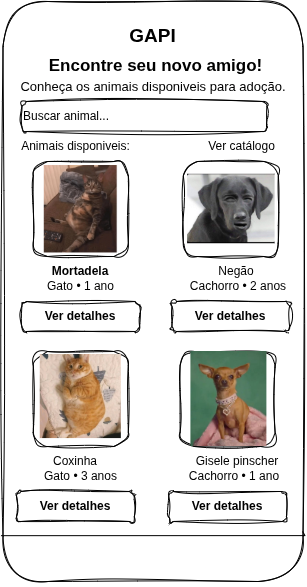 GAPI
Encontre seu novo amigo!
Conheça os animais disponiveis para adoção.
Buscar animal...
Animais disponiveis:
Ver catálogo
Mortadela
Gato • 1 ano
Negão
Cachorro • 2 anos
Ver detalhes
Ver detalhes
Coxinha
Gato • 3 anos
Gisele pinscher
Cachorro • 1 ano
Ver detalhes
Ver detalhes